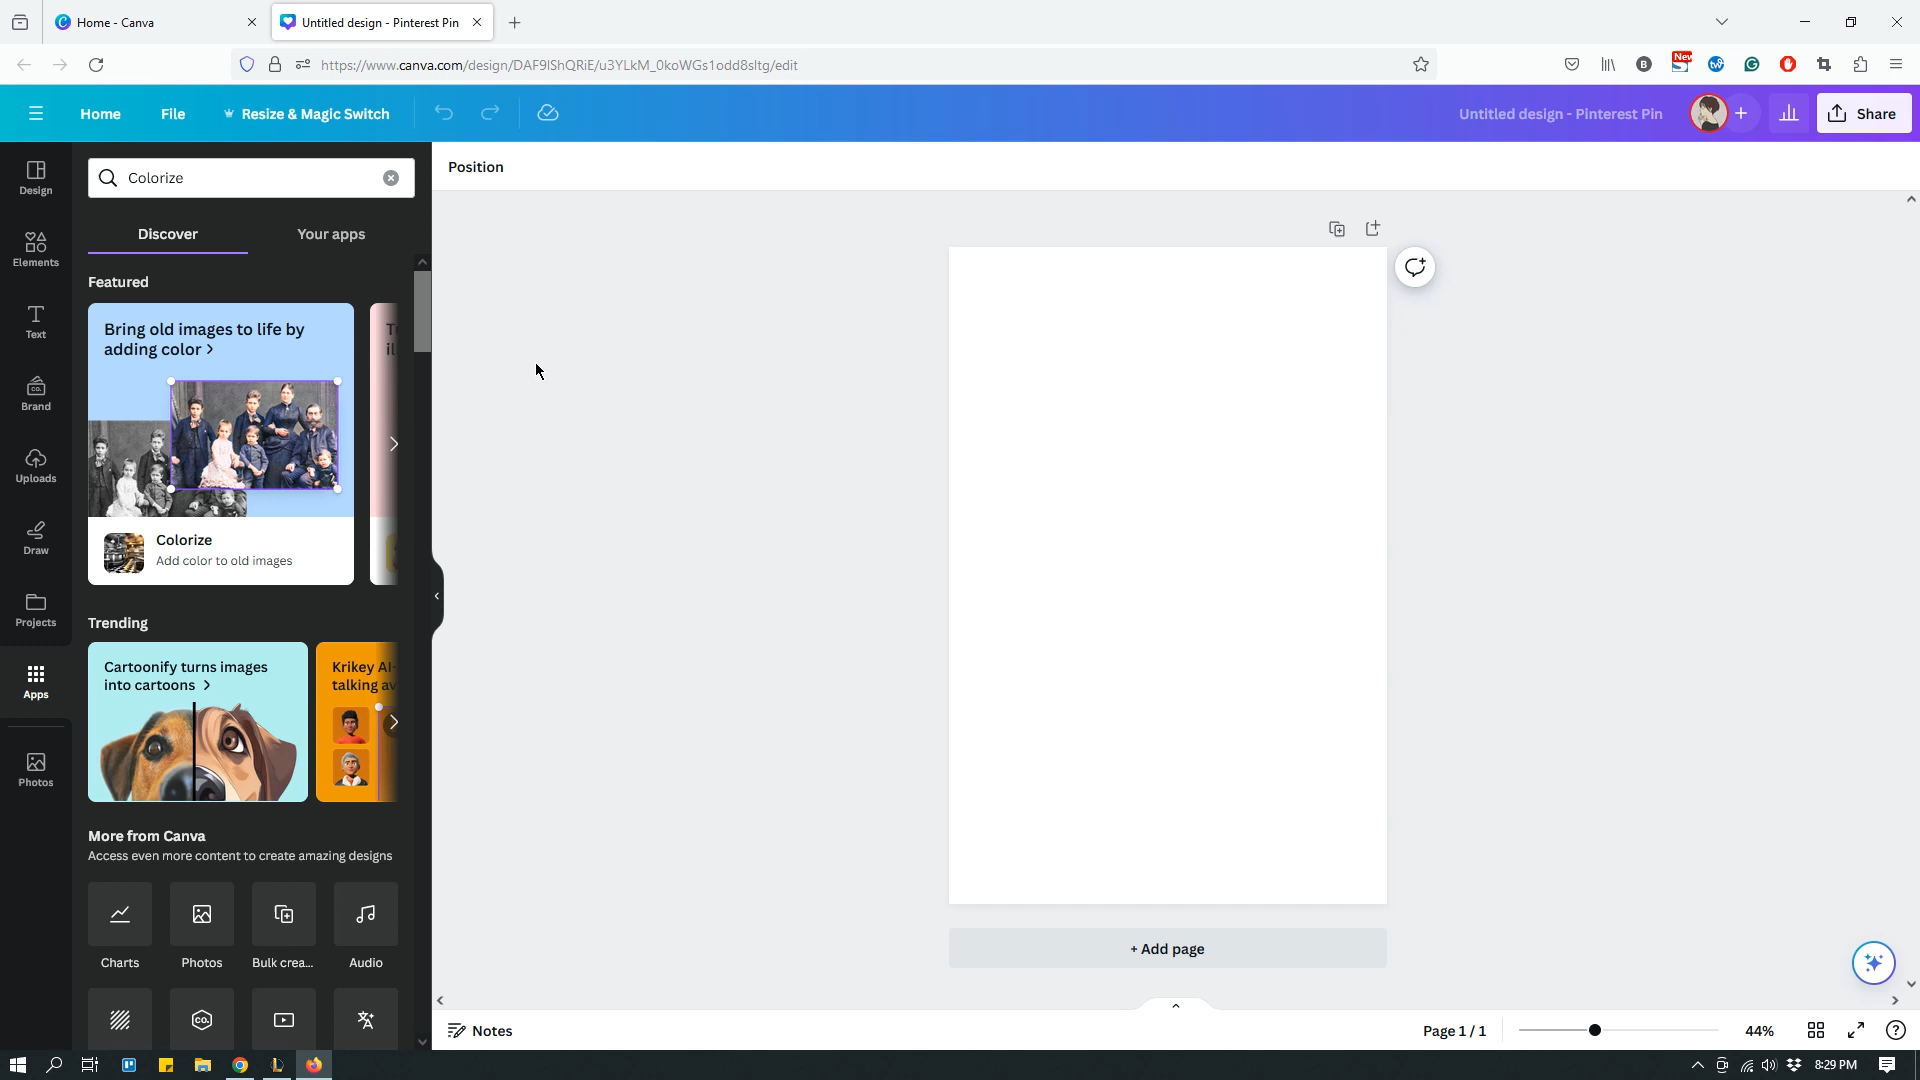 Home - Canva
Untitled design - Pinterest Pin
https://www.canva.com/design/DAF9IShQRiE/u3YLkM_0koWGs1odd8sltg/edit
New
Home
File
Resize & Magic Switch
Untitled design - Pinterest Pin
Share
Design
Elements
Text
Brand
Uploads
Draw
Projects
Apps
Photos
Colorize
Discover
Your apps
Featured
Bring old images to life by
adding color >
Colorize
Add color to old images
Trending
Cartoonify turns images
into cartoons >
Krikey AI-
talking av
More from Canva
Access even more content to create amazing designs
Charts
Photos
Bulk crea...
Audio
Position
+ Add page
Notes
Page 1 / 1
44%
8:29 PM